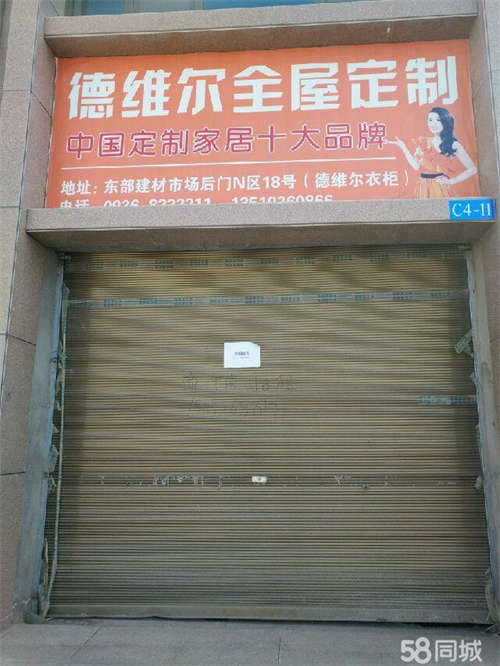 德维尔全屋定制
中国定制家居十大品牌
地址：东部建材市场后门N区18号（德维尔衣柜）
C4-11
58同城